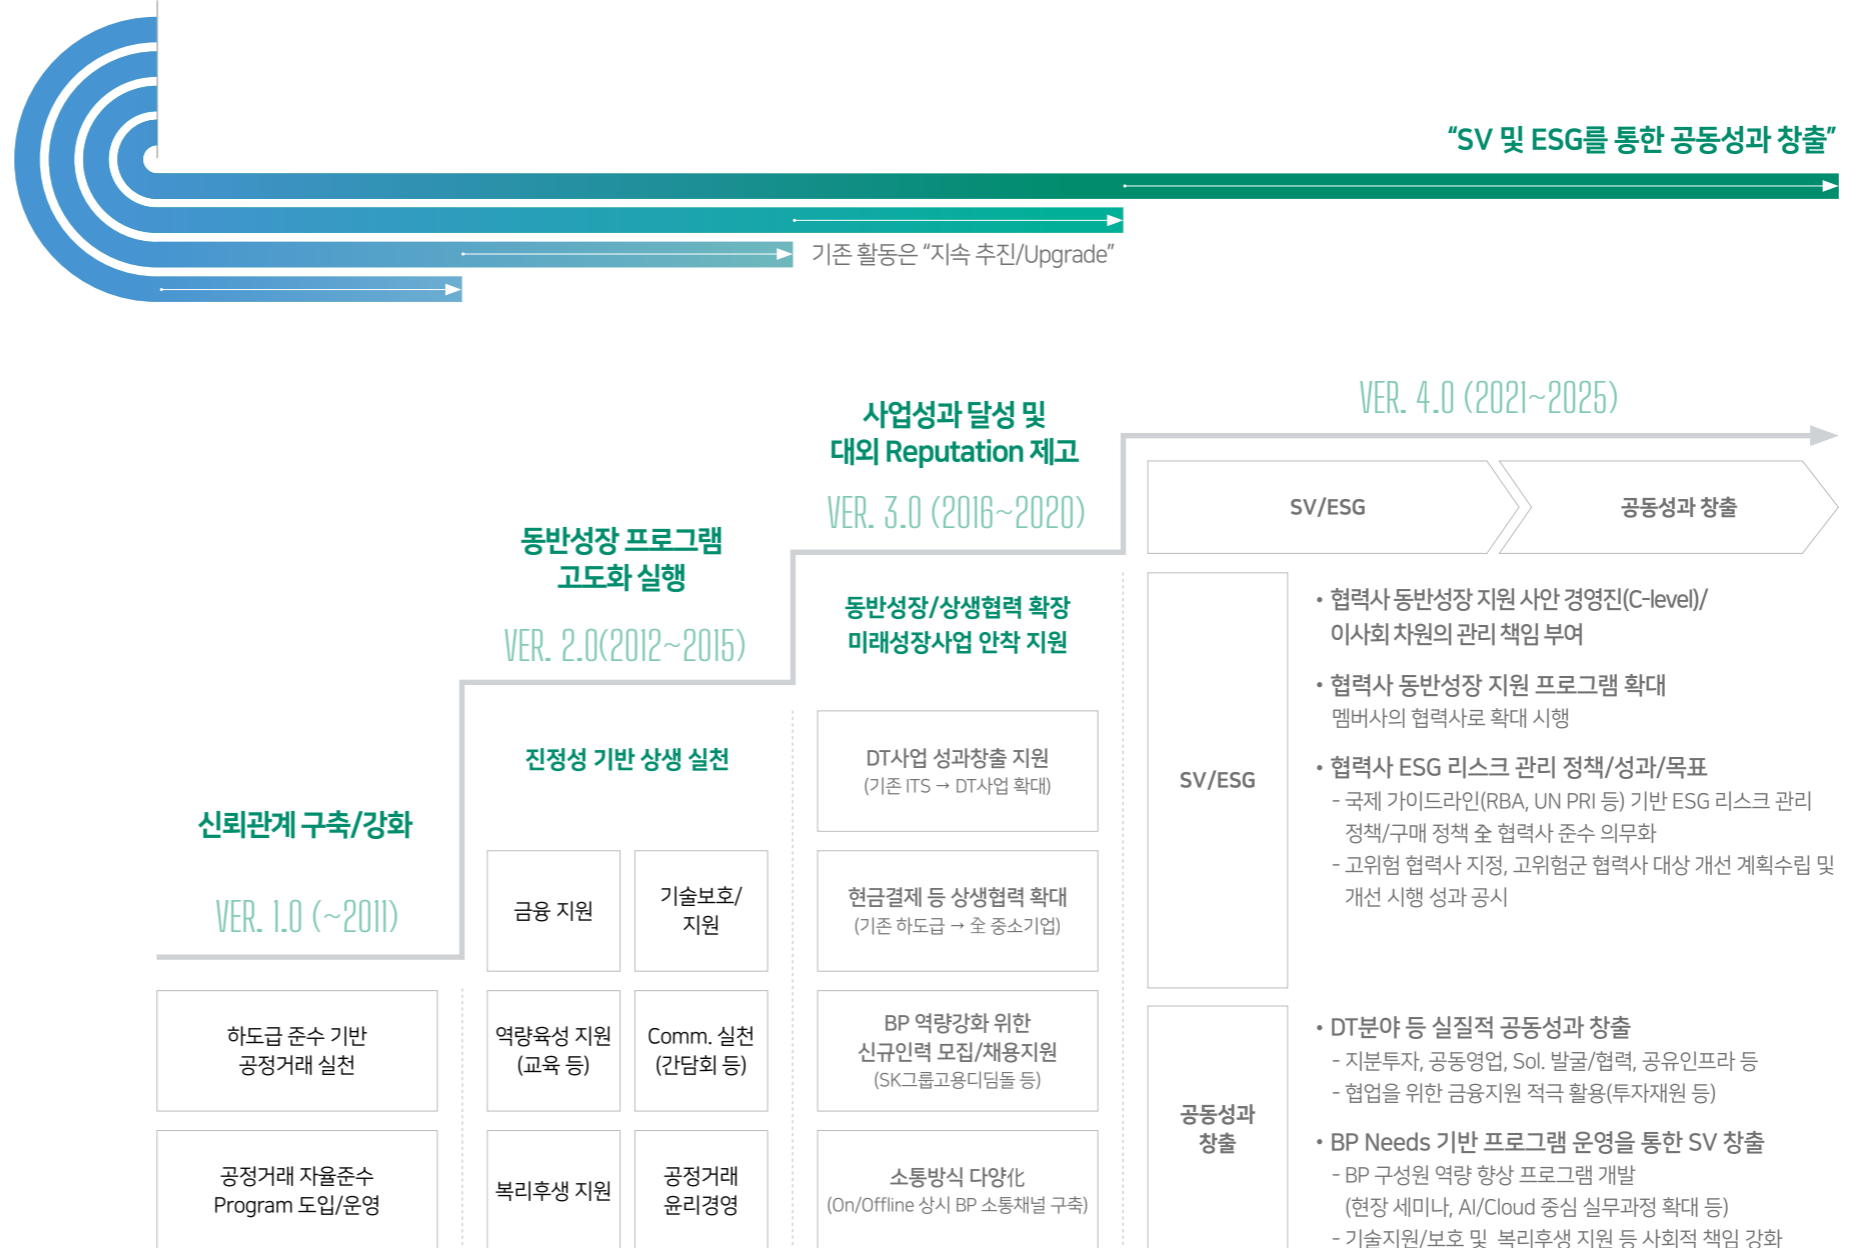 “SV 및 ESG를 통한 공동성과 창출”
기존 활동은 “지속 추진/Upgrade”
신뢰관계 구축/강화
VER. 1.0 (~2011)
하도급 준수 기반
공정거래 실천
공정거래 자율준수
Program 도입/운영
동반성장 프로그램
고도화 실행
VER. 2.0(2012~2015)
진정성 기반 상생 실천
금융 지원
기술보호/
지원
역량육성 지원
(교육 등)
Comm. 실천
(간담회 등)
복리후생 지원
공정거래
윤리경영
사업성과 달성 및
대외 Reputation 제고
VER. 3.0 (2016~2020)
동반성장/상생협력 확장
미래성장사업 안착 지원
DT사업 성과창출 지원
(기존 ITS → DT사업 확대)
현금결제 등 상생협력 확대
(기존 하도급 → 全 중소기업)
BP 역량강화 위한
신규인력 모집/채용지원
(SK그룹고용디딤돌 등)
소통방식 다양化
(On/Offline 상시 BP 소통채널 구축)
VER. 4.0 (2021~2025)
SV/ESG
공동성과 창출
SV/ESG
• 협력사 동반성장 지원 사안 경영진(C-level)/
이사회 차원의 관리 책임 부여
• 협력사 동반성장 지원 프로그램 확대
멤버사의 협력사로 확대 시행
• 협력사 ESG 리스크 관리 정책/성과/목표
- 국제 가이드라인(RBA, UN PRI 등) 기반 ESG 리스크 관리
정책/구매 정책 全 협력사 준수 의무화
- 고위험 협력사 지정, 고위험군 협력사 대상 개선 계획수립 및
개선 시행 성과 공시
공동성과
창출
• DT분야 등 실질적 공동성과 창출
- 지분투자, 공동영업, Sol. 발굴/협력, 공유인프라 등
- 협업을 위한 금융지원 적극 활용(투자재원 등)
• BP Needs 기반 프로그램 운영을 통한 SV 창출
- BP 구성원 역량 향상 프로그램 개발
(현장 세미나, AI/Cloud 중심 실무과정 확대 등)
- 기술지원/보호 및 복리후생 지원 등 사회적 책임 강화